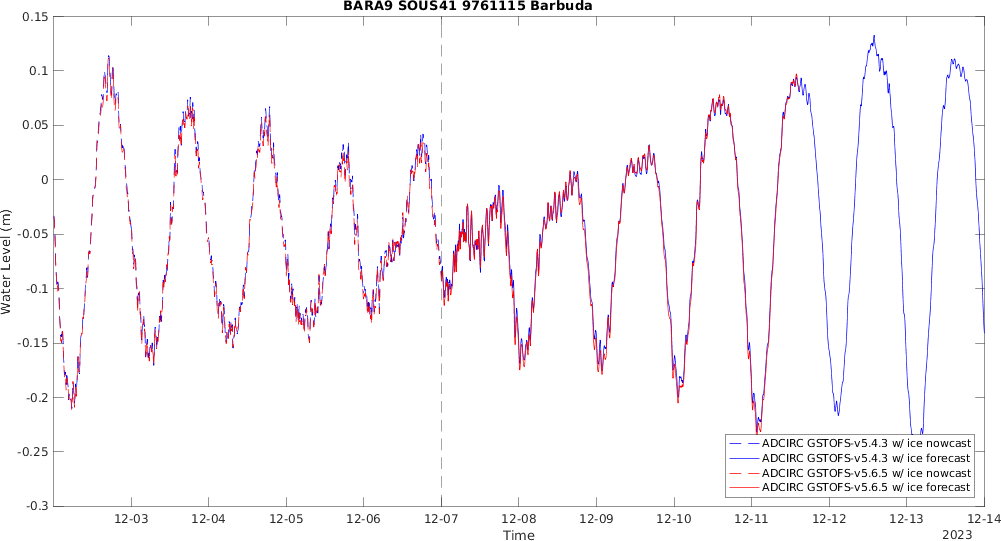 BARA9 SOUS41 9761115 Barbuda
0.15
0.1
0.05
0
-0.05
-0.1
-0.15
-0.2
-0.25
-0.3
Water Level (m)
ADCIRC GSTOFS-v5.4.3 w/ ice nowcast
ADCIRC GSTOFS-v5.4.3 w/ ice forecast
ADCIRC GSTOFS-v5.6.5 w/ ice nowcast
ADCIRC GSTOFS-v5.6.5 w/ ice forecast
12-03 12-04 12-05 12-06 12-07 12-08 12-09 12-10 12-11 12-12 12-13 12-14
Time
2023